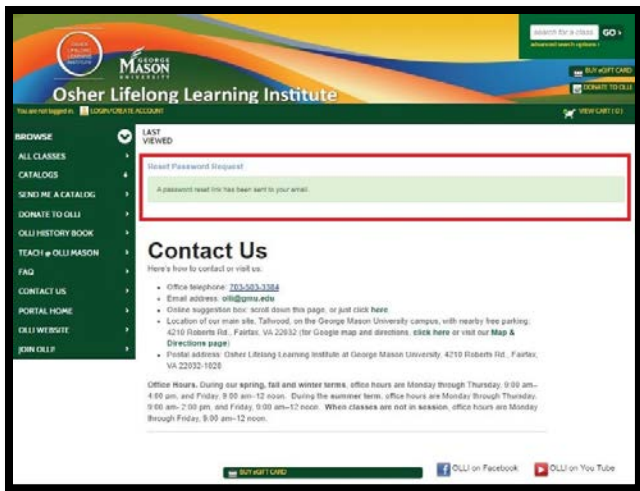 OSHER
LIFELONG
LEARNING
INSTITUTE
GEORGE
MASON
UNIVERSITY
Osher Lifelong Learning Institute
search for a class GO ›
advanced search options ›
BUY eGIFT CARD
DONATE TO OLLI
You are not logged in. LOGIN/CREATE ACCOUNT
VIEW CART ( 0 )
BROWSE
ALL CLASSES
CATALOGS
SEND ME A CATALOG
DONATE TO OLLI
OLLI HISTORY BOOK
TEACH @ OLLI MASON
FAQ
CONTACT US
PORTAL HOME
OLLI WEBSITE
JOIN OLLI!
LAST
VIEWED
Reset Password Request
A password reset link has been sent to your email.
Contact Us
Here's how to contact or visit us:
• Office telephone: 703-503-3384
• Email address: olli@gmu.edu
• Online suggestion box: scroll down this page, or just click here
• Location of our main site, Tallwood, on the George Mason University campus, with nearby free parking:
4210 Roberts Rd., Fairfax, VA 22032 (for Google map and directions, click here or visit our Map &
Directions page)
• Postal address: Osher Lifelong Learning Institute at George Mason University, 4210 Roberts Rd., Fairfax,
VA 22032-1028
Office Hours. During our spring, fall and winter terms, office hours are Monday through Thursday, 9:00 am–
4:00 pm, and Friday, 9:00 am–12 noon. During the summer term, office hours are Monday through Thursday,
9:00 am– 2:00 pm, and Friday, 9:00 am–12 noon. When classes are not in session, office hours are Monday
through Friday, 9:00 am–12 noon.
BUY eGIFT CARD
OLLI on Facebook
OLLI on You Tube